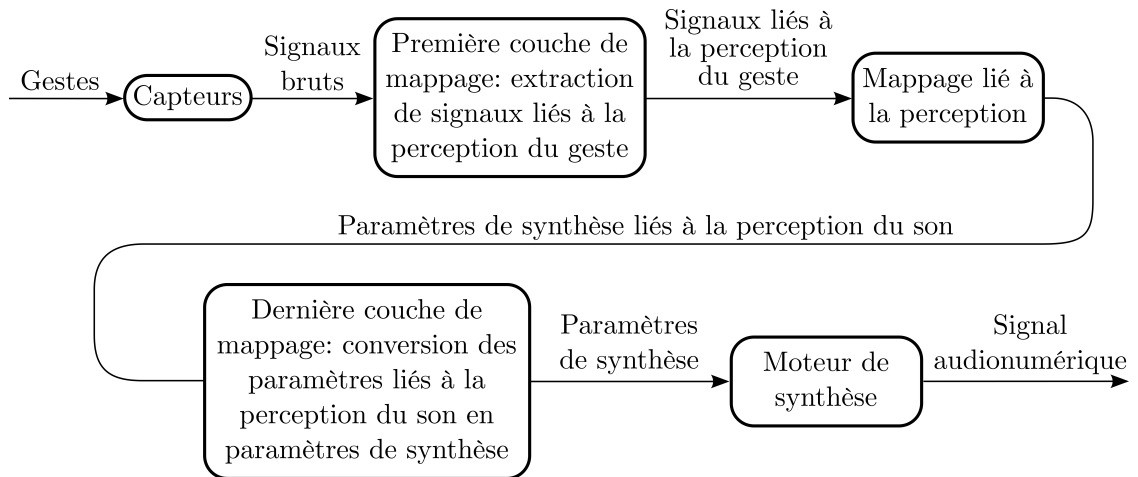 Gestes
Capteurs
Signaux
bruts
Première couche de
mappage: extraction
de signaux liés à la
perception du geste
Signaux liés à
la perception
du geste
Mappage lié à
la perception
Paramètres de synthèse liés à la perception du son
Dernière couche de
mappage: conversion des
paramètres liés à la
perception du son en
paramètres de synthèse
Paramètres
de synthèse
Moteur de
synthèse
Signal
audionumérique